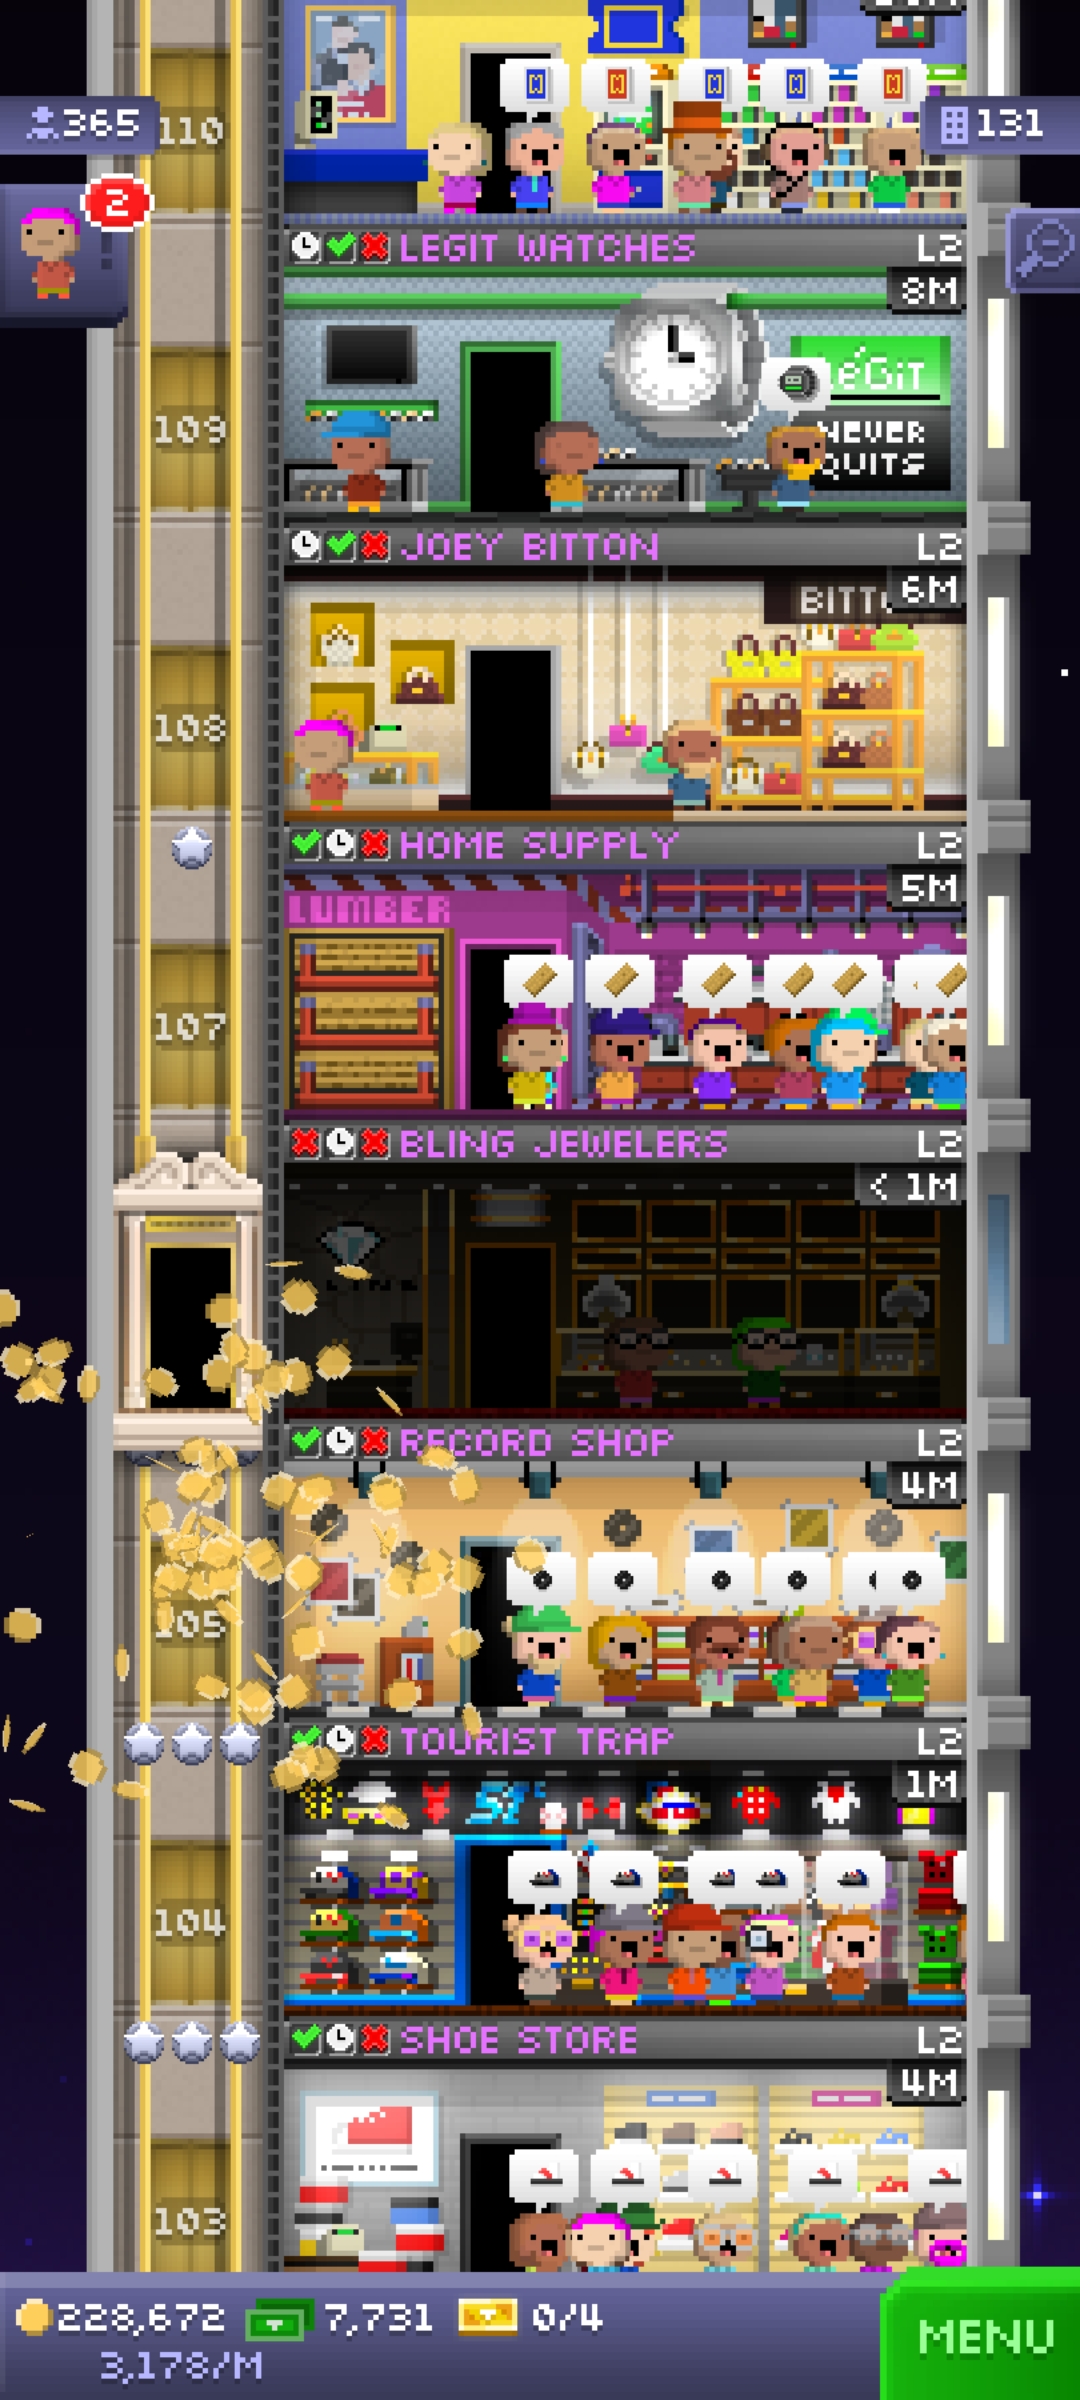 365
110
131
2
LEGIT WATCHES L2
8M
LéGiT
NEVER
QUITS
109
JOEY BITTON L2
6M
108
HOME SUPPLY L2
5M
LUMBER
107
BLING JEWELERS L2
< 1M
RECORD SHOP L2
4M
105
TOURIST TRAP L2
1M
104
SHOE STORE L2
4M
103
228,672 7,731 0/4
3,178/M
MENU